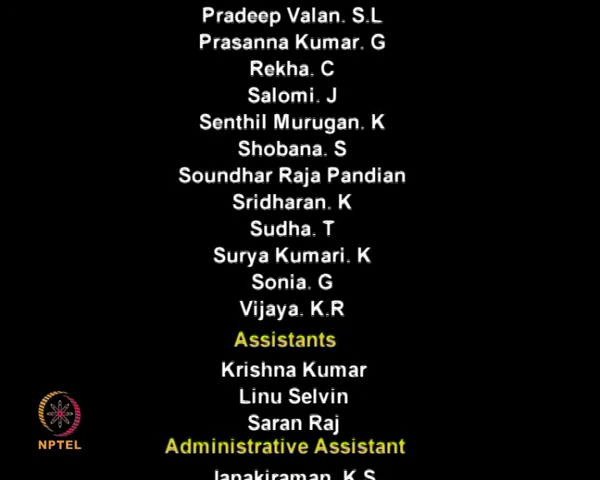 Pradeep Valan. S.L
Prasanna Kumar. G
Rekha. C
Salomi. J
Senthil Murugan. K
Shobana. S
Soundhar Raja Pandian
Sridharan. K
Sudha. T
Surya Kumari. K
Sonia. G
Vijaya. K.R
Assistants
Krishna Kumar
Linu Selvin
Saran Raj
NPTEL
Administrative Assistant
Janakiraman. K.S